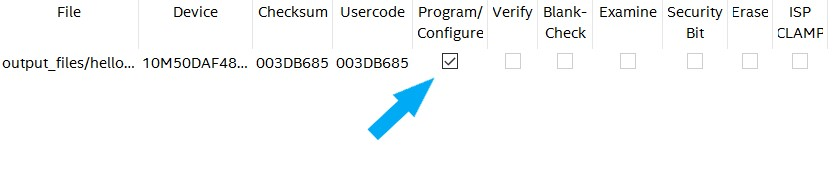 File Device Checksum Usercode Program/ Verify Blank- Examine Security Erase ISP
Configure Check Bit CLAMP
output_files/hello... 10M50DAF48... 003DB685 003DB685